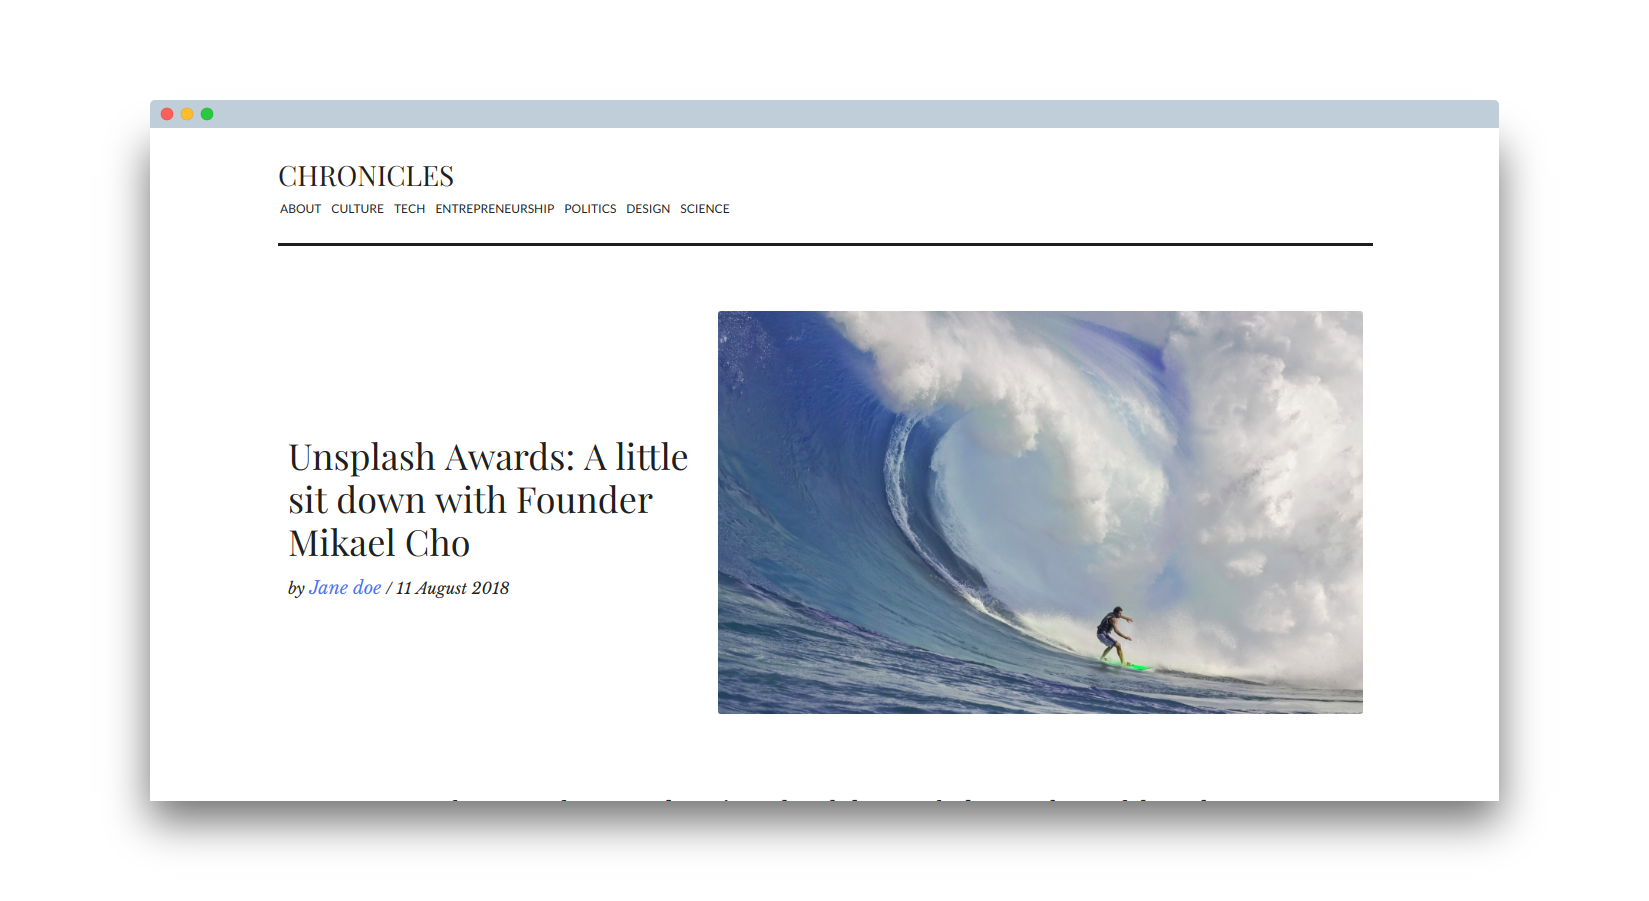 CHRONICLES
ABOUT CULTURE TECH ENTREPRENEURSHIP POLITICS DESIGN SCIENCE
Unsplash Awards: A little
sit down with Founder
Mikael Cho
by Jane doe / 11 August 2018